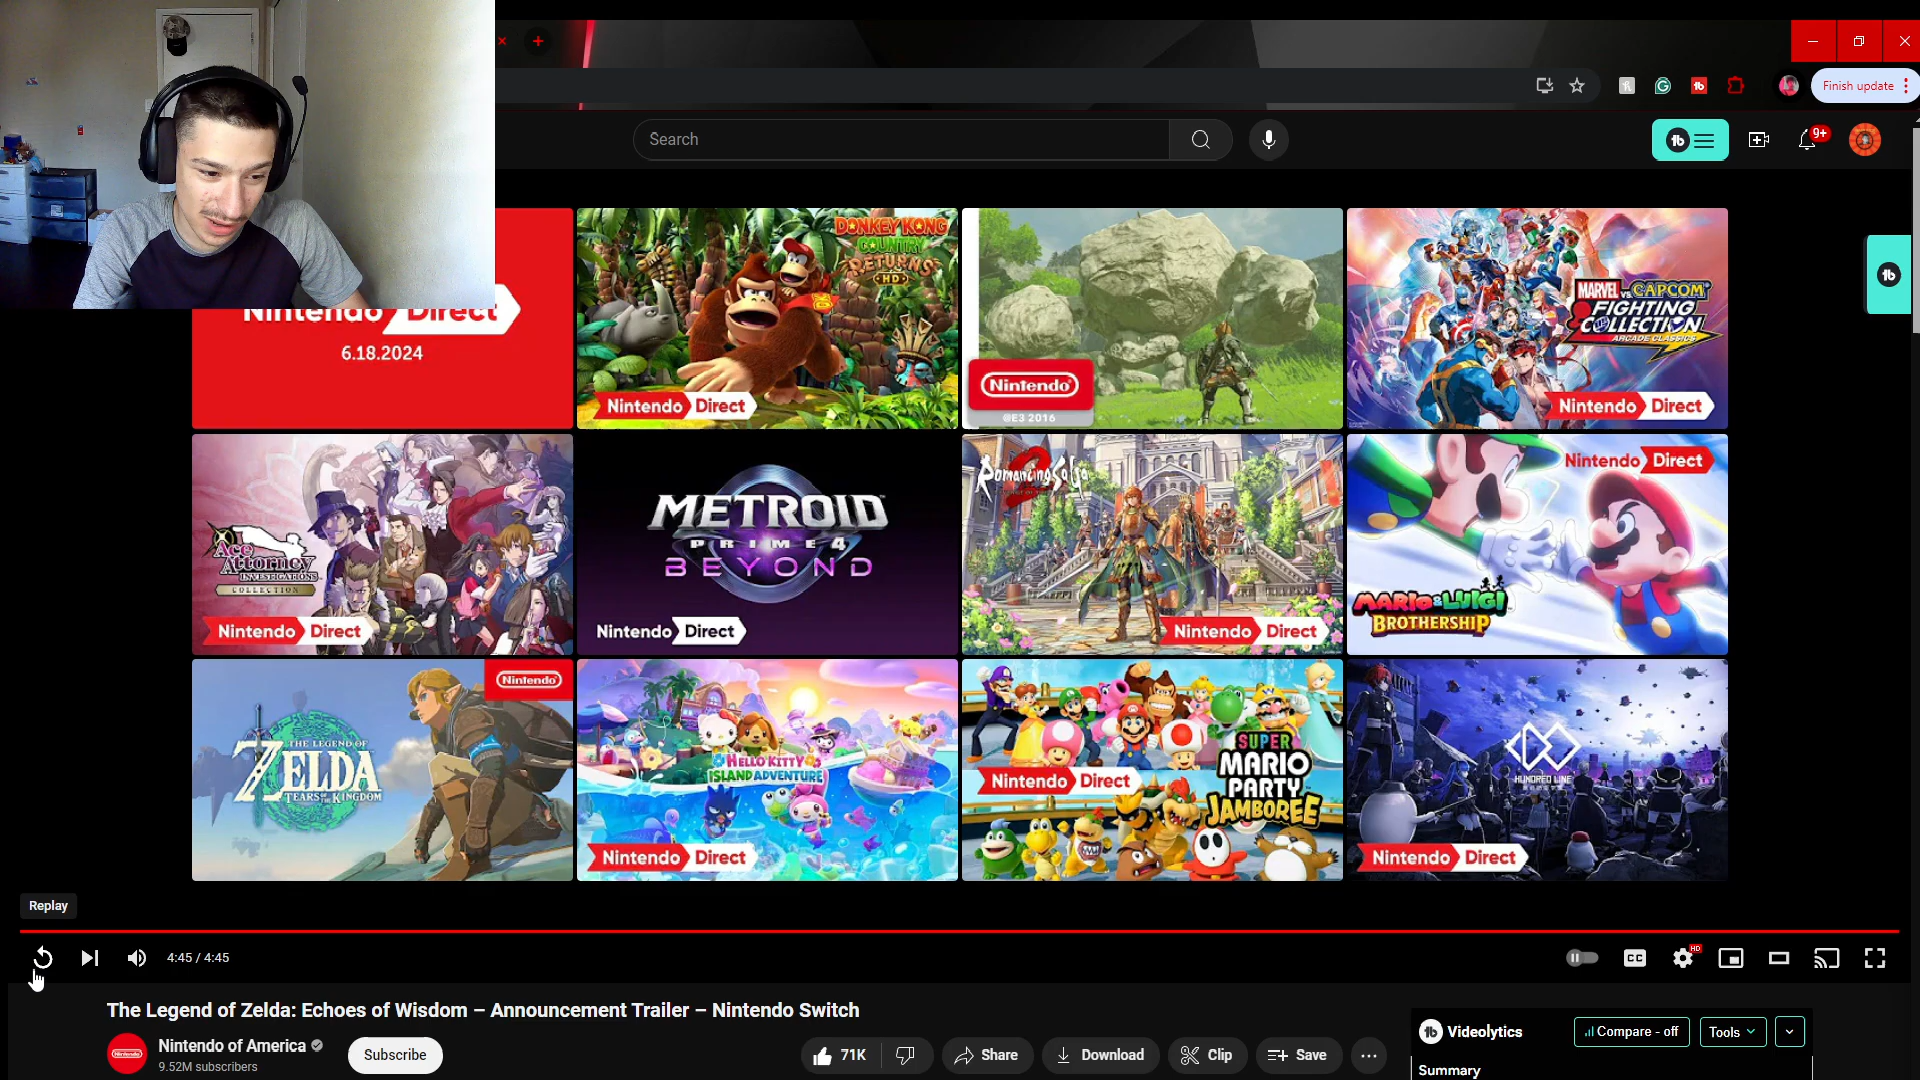 Finish update
Search
9+
Nintendo Direct
6.18.2024
DONKEY KONG
COUNTRY
RETURNS
HD
Nintendo Direct
Nintendo
@E3 2016
MARVEL VS. CAPCOM
FIGHTING
COLLECTION
ARCADE CLASSICS
Nintendo Direct
Ace
Attorney
INVESTIGATIONS
COLLECTION
Nintendo Direct
METROID
PRIME 4
BEYOND
Nintendo Direct
Romancing SaGa
2
Nintendo Direct
Nintendo Direct
MARIO & LUIGI
BROTHERSHIP
Nintendo
THE LEGEND OF
ZELDA
TEARS OF THE KINGDOM
HELLO KITTY
ISLAND ADVENTURE
Nintendo Direct
SUPER
MARIO
PARTY
JAMBOREE
Nintendo Direct
HUNDRED LINE
Nintendo Direct
Replay
4:45 / 4:45
CC
HD
The Legend of Zelda: Echoes of Wisdom – Announcement Trailer – Nintendo Switch
Nintendo
Nintendo of America
9.52M subscribers
Subscribe
71K
Share
Download
Clip
Save
Videolytics
Compare - off
Tools
Summary